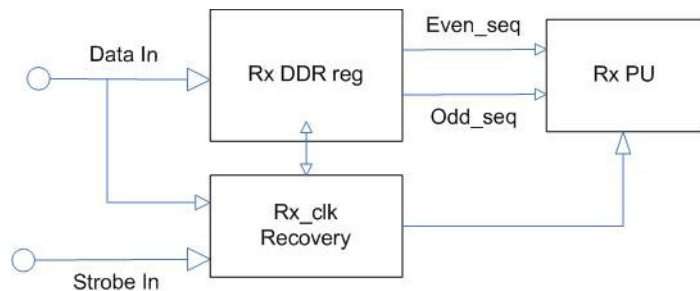 Data In
Rx DDR reg
Even_seq
Odd_seq
Rx PU
Rx_clk
Recovery
Strobe In